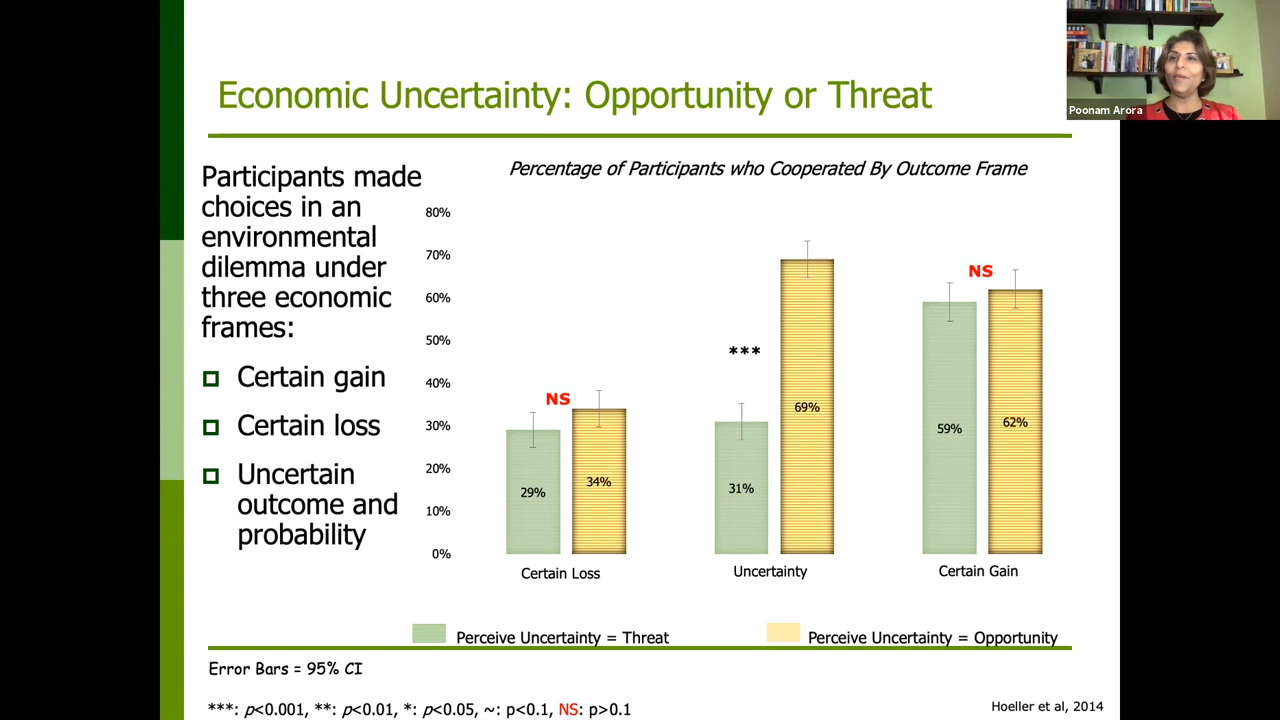 Economic Uncertainty: Opportunity or Threat
Poonam Arora
Participants made
choices in an
environmental
dilemma under
three economic
frames:
Certain gain
Certain loss
Uncertain
outcome and
probability
Percentage of Participants who Cooperated By Outcome Frame
80%
70%
60%
50%
40%
30%
20%
10%
0%
NS
29%
34%
***
31%
69%
NS
59%
62%
Certain Loss
Uncertainty
Certain Gain
Perceive Uncertainty = Threat
Perceive Uncertainty = Opportunity
Error Bars = 95% CI
***: p<0.001, **: p<0.01, *: p<0.05, ~: p<0.1, NS: p>0.1
Hoeller et al, 2014